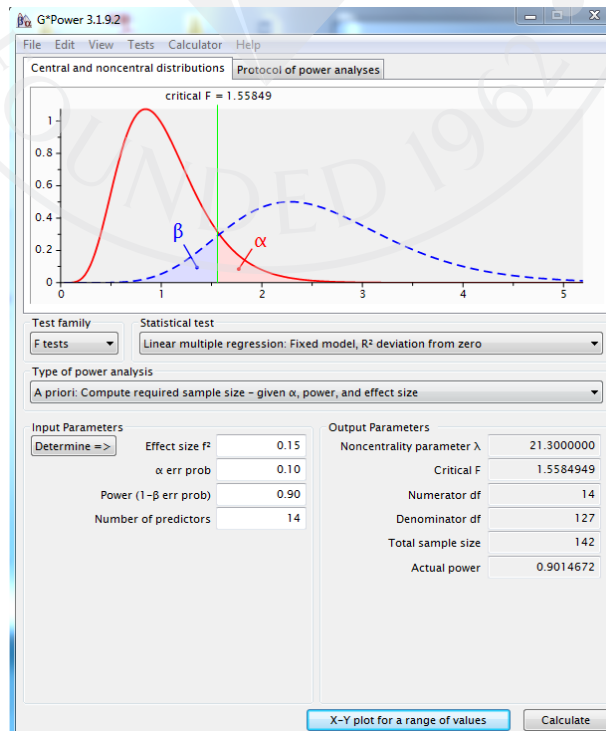 G*Power 3.1.9.2
File Edit View Tests Calculator Help
Central and noncentral distributions Protocol of power analyses
critical F = 1.55849
1
0.8
0.6
0.4
0.2
0
β
α
0 1 2 3 4 5
Test family Statistical test
F tests Linear multiple regression: Fixed model, R² deviation from zero
Type of power analysis
A priori: Compute required sample size – given α, power, and effect size
Input Parameters Output Parameters
Determine => Effect size f² 0.15 Noncentrality parameter λ 21.3000000
α err prob 0.10 Critical F 1.5584949
Power (1-β err prob) 0.90 Numerator df 14
Number of predictors 14 Denominator df 127
Total sample size 142
Actual power 0.9014672
X-Y plot for a range of values Calculate
FOUNDED 1962